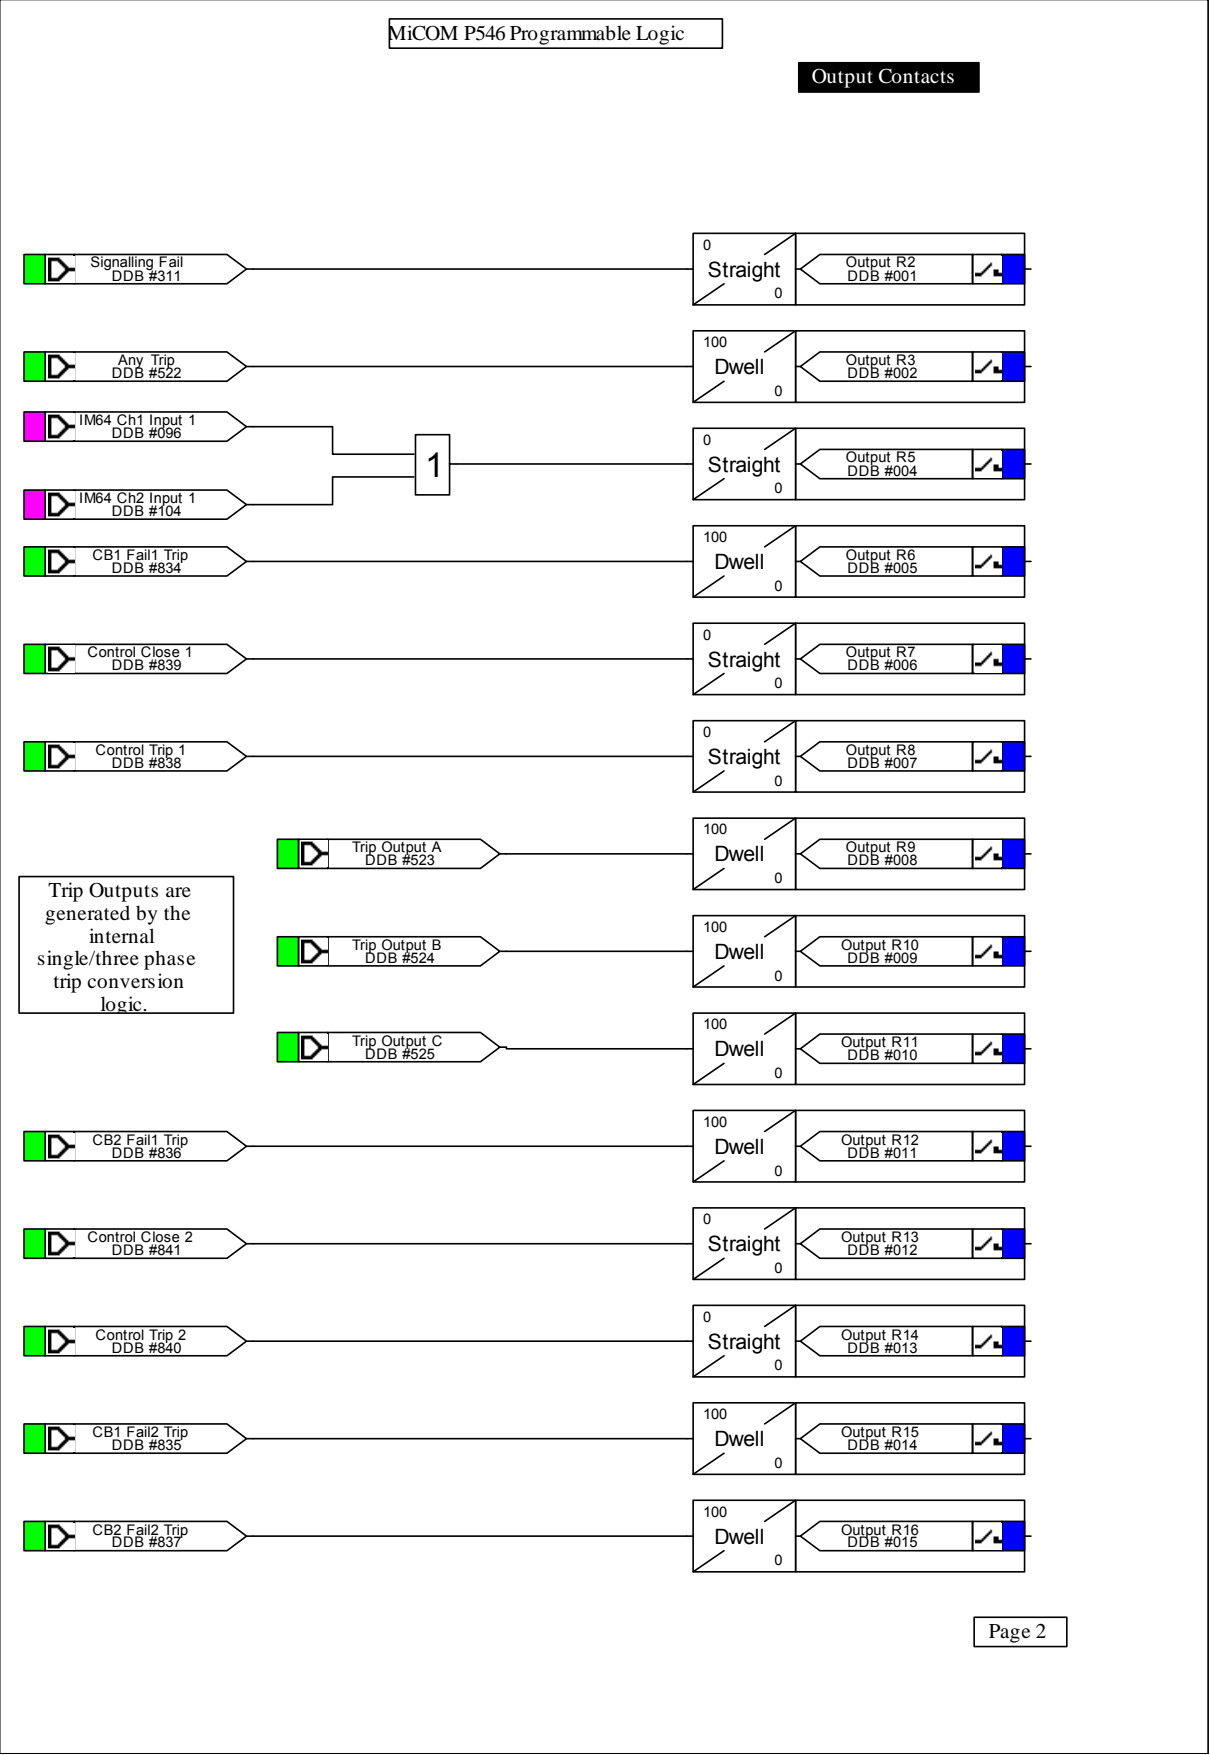 MiCOM P546 Programmable Logic
Output Contacts
Signalling Fail
DDB #311
0
Straight
0
Output R2
DDB #001
Any Trip
DDB #522
100
Dwell
0
Output R3
DDB #002
IM64 Ch1 Input 1
DDB #096
IM64 Ch2 Input 1
DDB #104
1
0
Straight
0
Output R5
DDB #004
CB1 Fail1 Trip
DDB #834
100
Dwell
0
Output R6
DDB #005
Control Close 1
DDB #839
0
Straight
0
Output R7
DDB #006
Control Trip 1
DDB #838
0
Straight
0
Output R8
DDB #007
Trip Output A
DDB #523
100
Dwell
0
Output R9
DDB #008
Trip Outputs are
generated by the
internal
single/three phase
trip conversion
logic.
Trip Output B
DDB #524
100
Dwell
0
Output R10
DDB #009
Trip Output C
DDB #525
100
Dwell
0
Output R11
DDB #010
CB2 Fail1 Trip
DDB #836
100
Dwell
0
Output R12
DDB #011
Control Close 2
DDB #841
0
Straight
0
Output R13
DDB #012
Control Trip 2
DDB #840
0
Straight
0
Output R14
DDB #013
CB1 Fail2 Trip
DDB #835
100
Dwell
0
Output R15
DDB #014
CB2 Fail2 Trip
DDB #837
100
Dwell
0
Output R16
DDB #015
Page 2